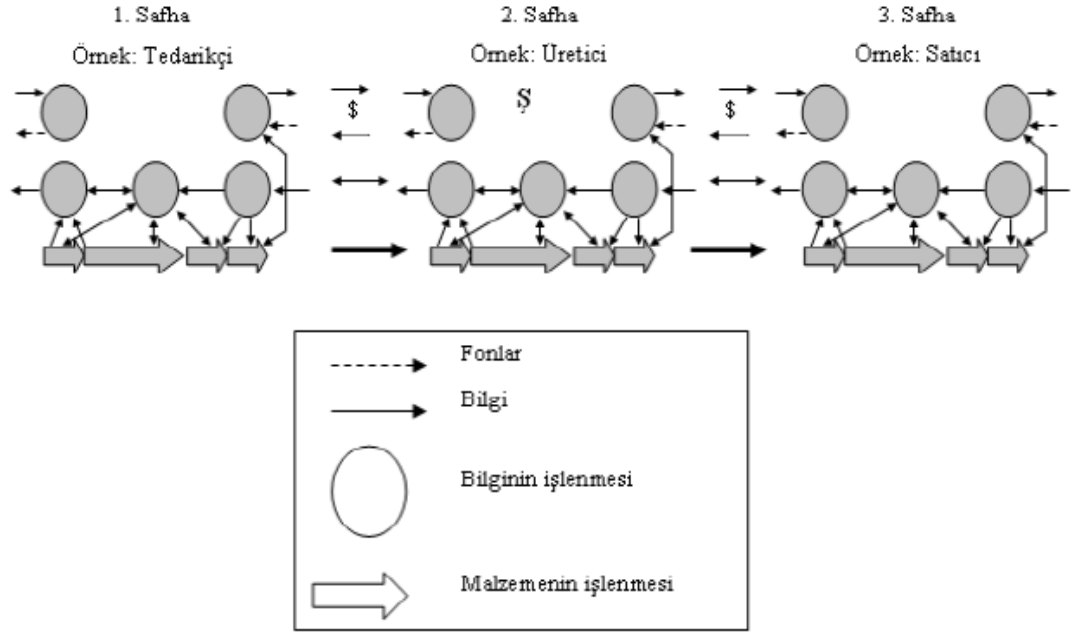 1. Safha
2. Safha
3. Safha
Örnek: Tedarikçi
Örnek: Üretici
Örnek: Satıcı
$
Ş
$
Fonlar
Bilgi
Bilginin işlenmesi
Malzemenin işlenmesi